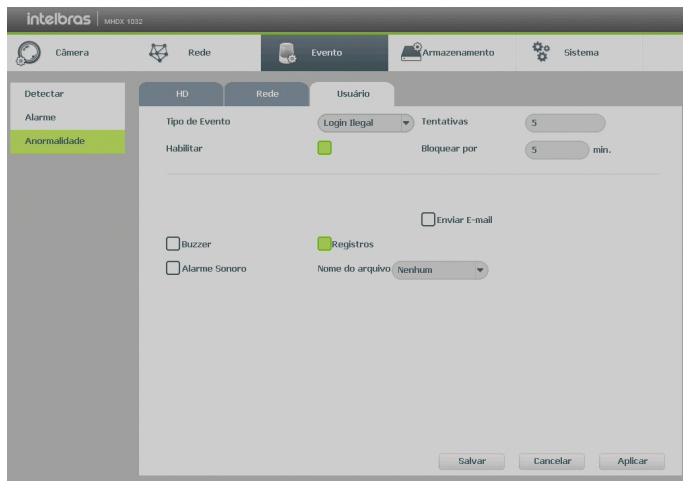 intelbras | MHDX 1032
Câmera Rede Evento Armazenamento Sistema
Detectar
Alarme
Anormalidade
HD Rede Usuário
Tipo de Evento Login Ilegal Tentativas 5
Habilitar Bloquear por 5 min.
Enviar E-mail
Buzzer Registros
Alarme Sonoro Nome do arquivo Nenhum
Salvar Cancelar Aplicar